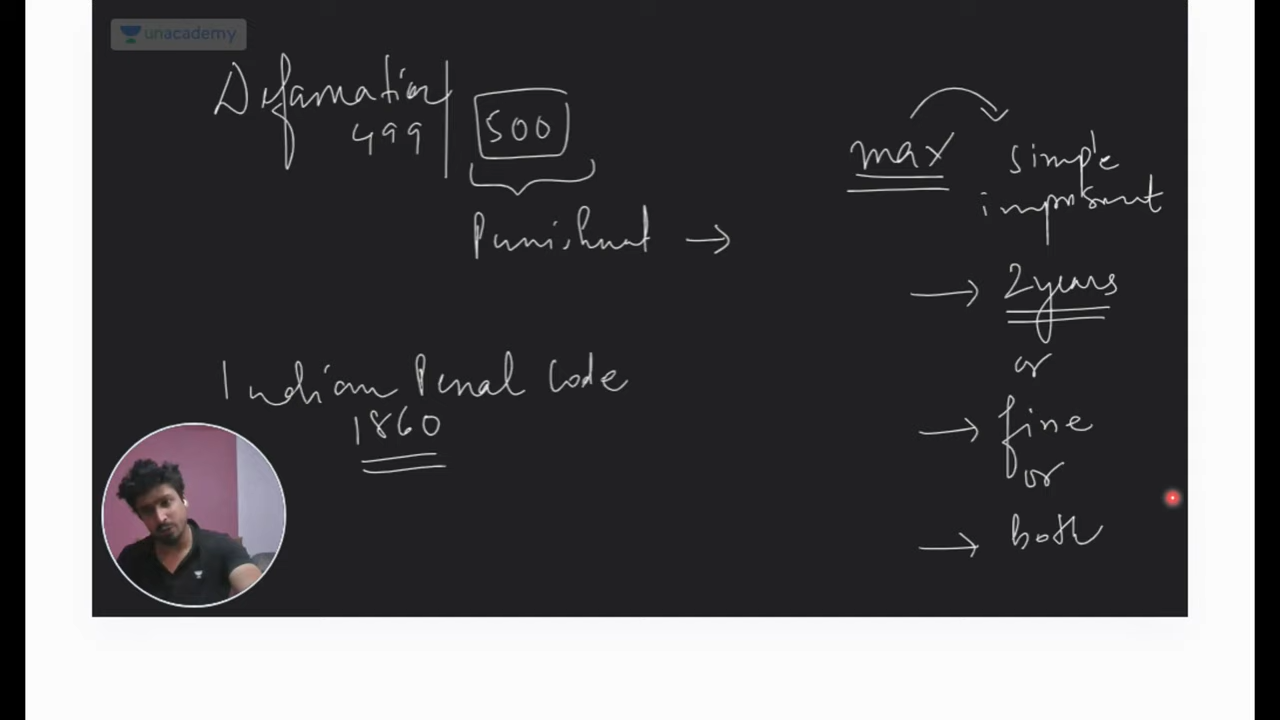 unacademy
Defamation
499
500
Punishment →
Indian Penal Code
1860
max
simple
imprisonment
→ 2 years
or
→ fine
or
→ both